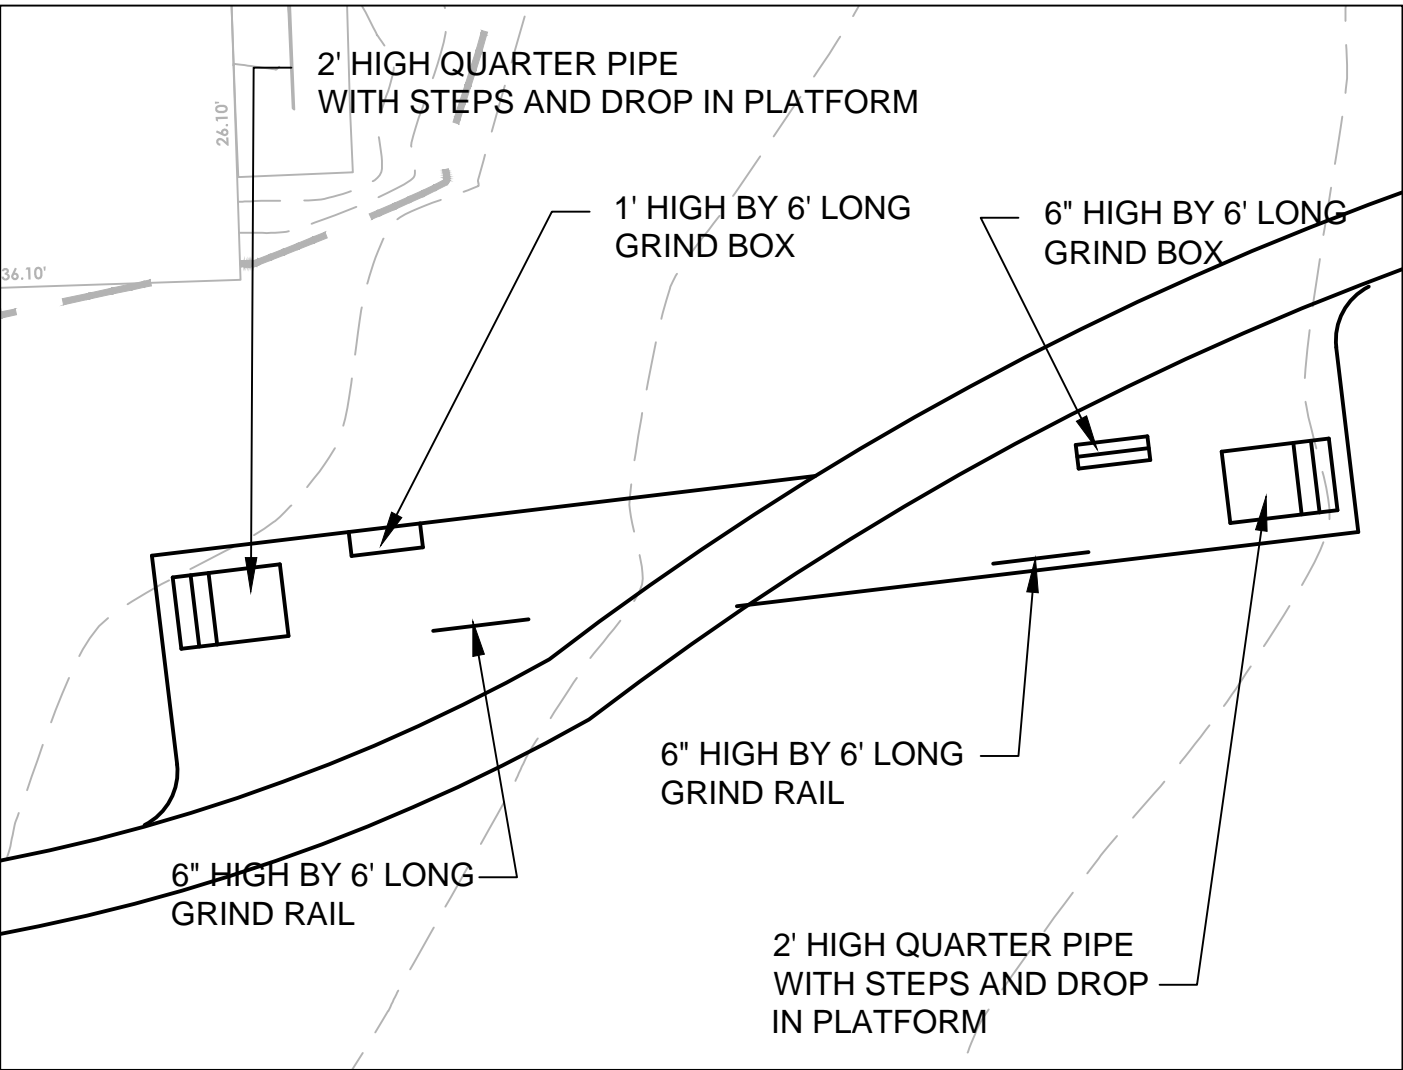 2' HIGH QUARTER PIPE
WITH STEPS AND DROP IN PLATFORM
26.10'
1' HIGH BY 6' LONG
GRIND BOX
6" HIGH BY 6' LONG
GRIND BOX
36.10'
6" HIGH BY 6' LONG
GRIND RAIL
6" HIGH BY 6' LONG
GRIND RAIL
2' HIGH QUARTER PIPE
WITH STEPS AND DROP
IN PLATFORM